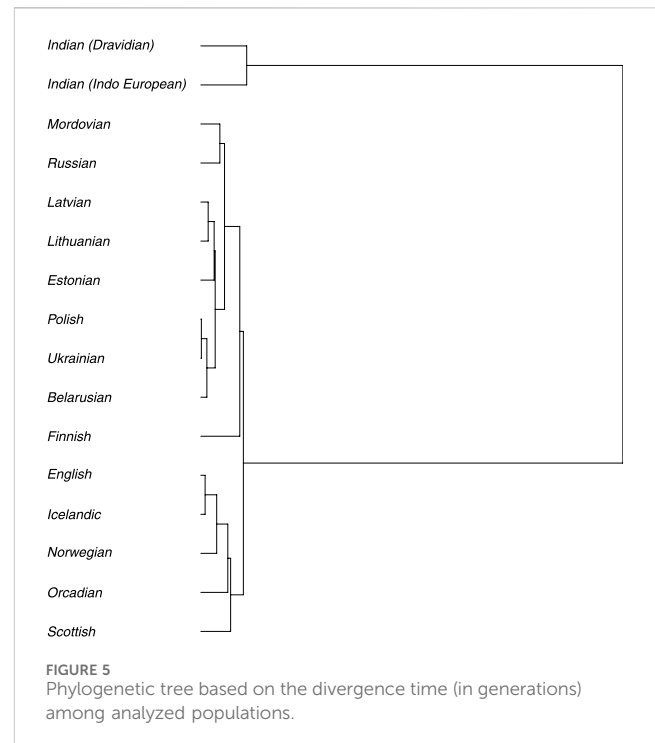 Indian (Dravidian)
Indian (Indo European)
Mordovian
Russian
Latvian
Lithuanian
Estonian
Polish
Ukrainian
Belarusian
Finnish
English
Icelandic
Norwegian
Orcadian
Scottish
FIGURE 5
Phylogenetic tree based on the divergence time (in generations)
among analyzed populations.